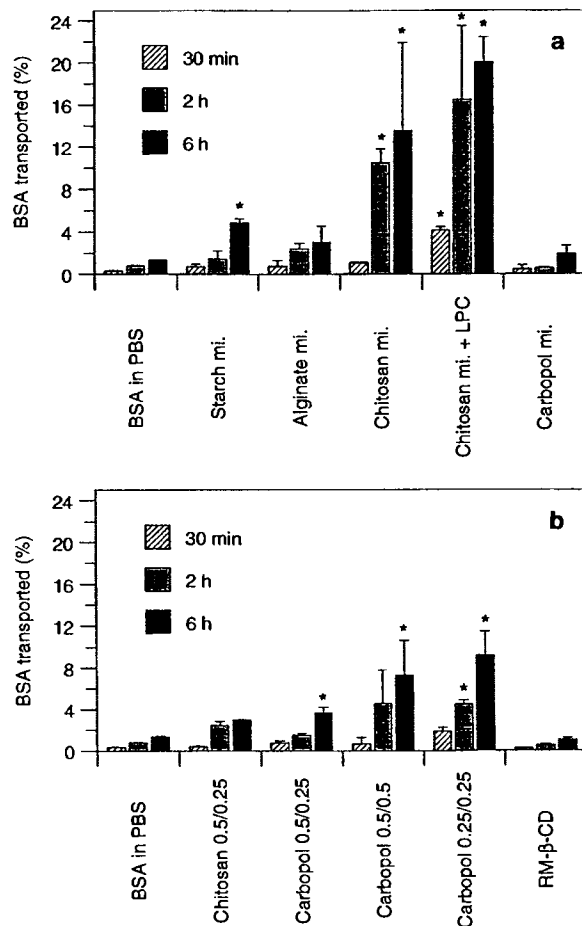 24
20
16
12
8
4
0
BSA transported (%)
a
30 min
2 h
6 h
*
*
*
*
*
*
BSA in PBS
Starch mi.
Alginate mi.
Chitosan mi.
Chitosan mi. + LPC
Carbopol mi.
24
20
16
12
8
4
0
BSA transported (%)
b
30 min
2 h
6 h
*
*
*
*
BSA in PBS
Chitosan 0.5/0.25
Carbopol 0.5/0.25
Carbopol 0.5/0.5
Carbopol 0.25/0.25
RM-β-CD